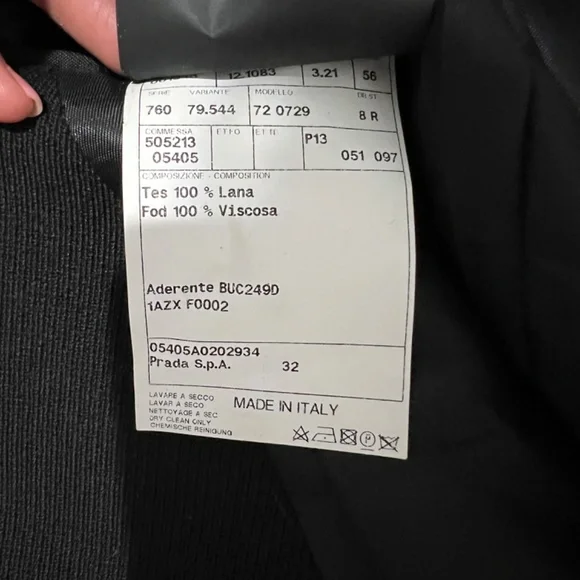 12.1083 3.21 56
SERIE VARIANTE MODELLO
760 79.544 72 0729 8 R
COMMESSA
505213 P13
05405 051 097
COMPOSIZIONE - COMPOSITION
Tes 100 % Lana
Fod 100 % Viscosa
Aderente BUC249D
1AZX F0002
05405A0202934
Prada S.p.A. 32
LAVARE A SECCO
LAVAR A SECO
NETTOYAGE A SEC
DRY CLEAN ONLY
CHEMISCHE REINIGUNG
MADE IN ITALY
P